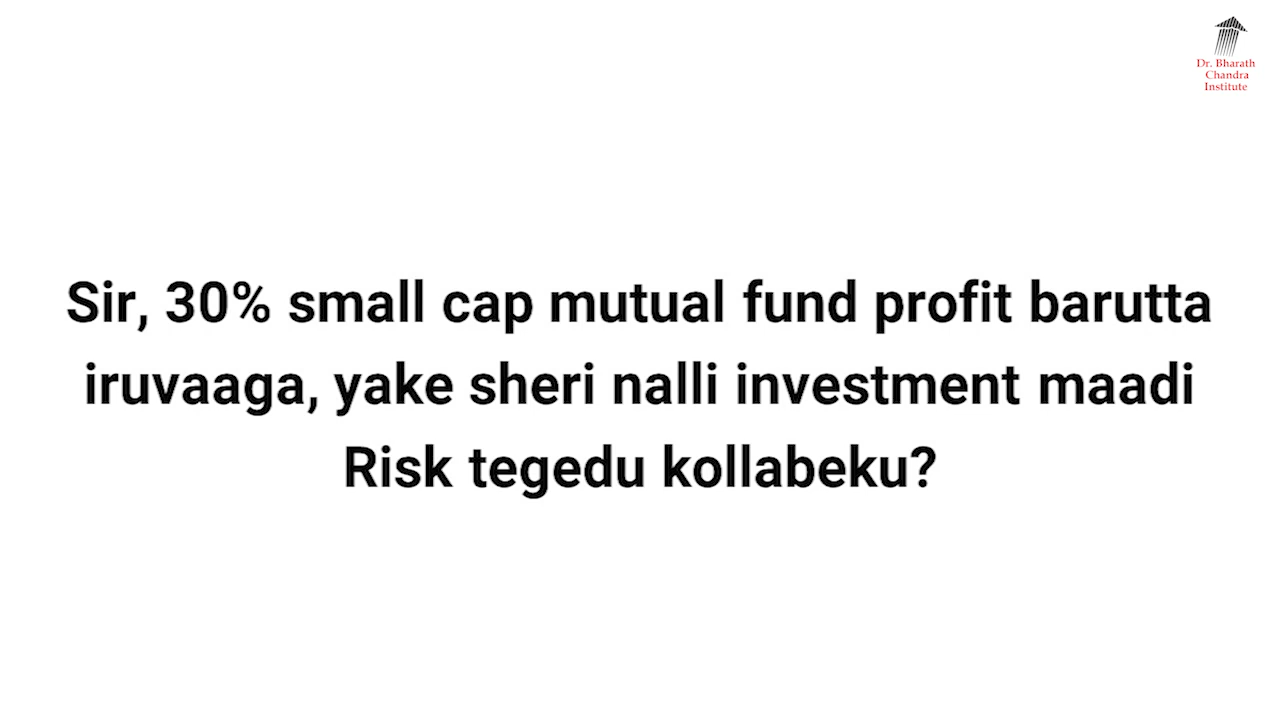 Dr. Bharath
Chandra
Institute
Sir, 30% small cap mutual fund profit barutta
iruvaaga, yake sheri nalli investment maadi
Risk tegedu kollabeku?